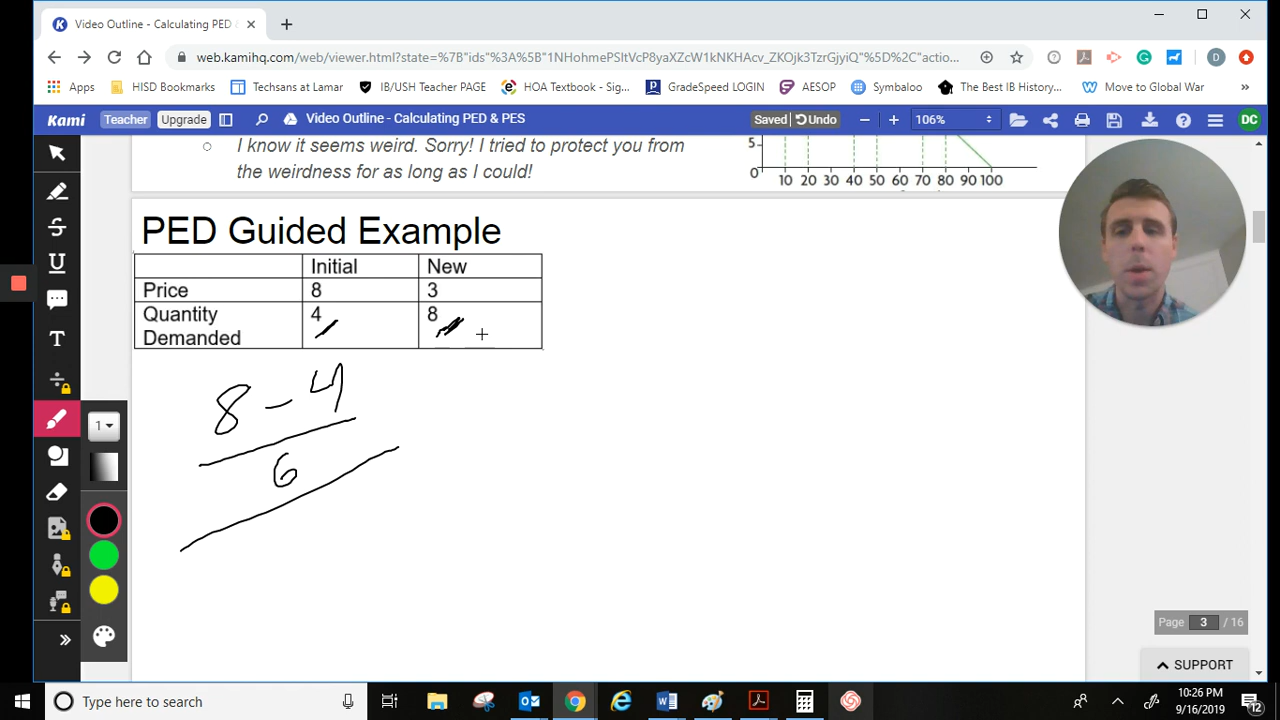 Video Outline - Calculating PED &
web.kamihq.com/web/viewer.html?state=%7B"ids"%3A%5B"1NHohmePSltVcP8yaXZcW1kNKHAcv_ZKOjk3TzrGjyiQ"%5D%2C"actio...
Apps HISD Bookmarks Techsans at Lamar IB/USH Teacher PAGE HOA Textbook - Sig... GradeSpeed LOGIN AESOP Symbaloo The Best IB History... Move to Global War »
Kami Teacher Upgrade Video Outline - Calculating PED & PES Saved Undo 106% DC
I know it seems weird. Sorry! I tried to protect you from
the weirdness for as long as I could!
5
0
10 20 30 40 50 60 70 80 90 100
PED Guided Example
Initial New
Price 8 3
Quantity Demanded 4 8
8 - 4
6
1
Page 3 / 16
SUPPORT
Type here to search
10:26 PM
9/16/2019
12